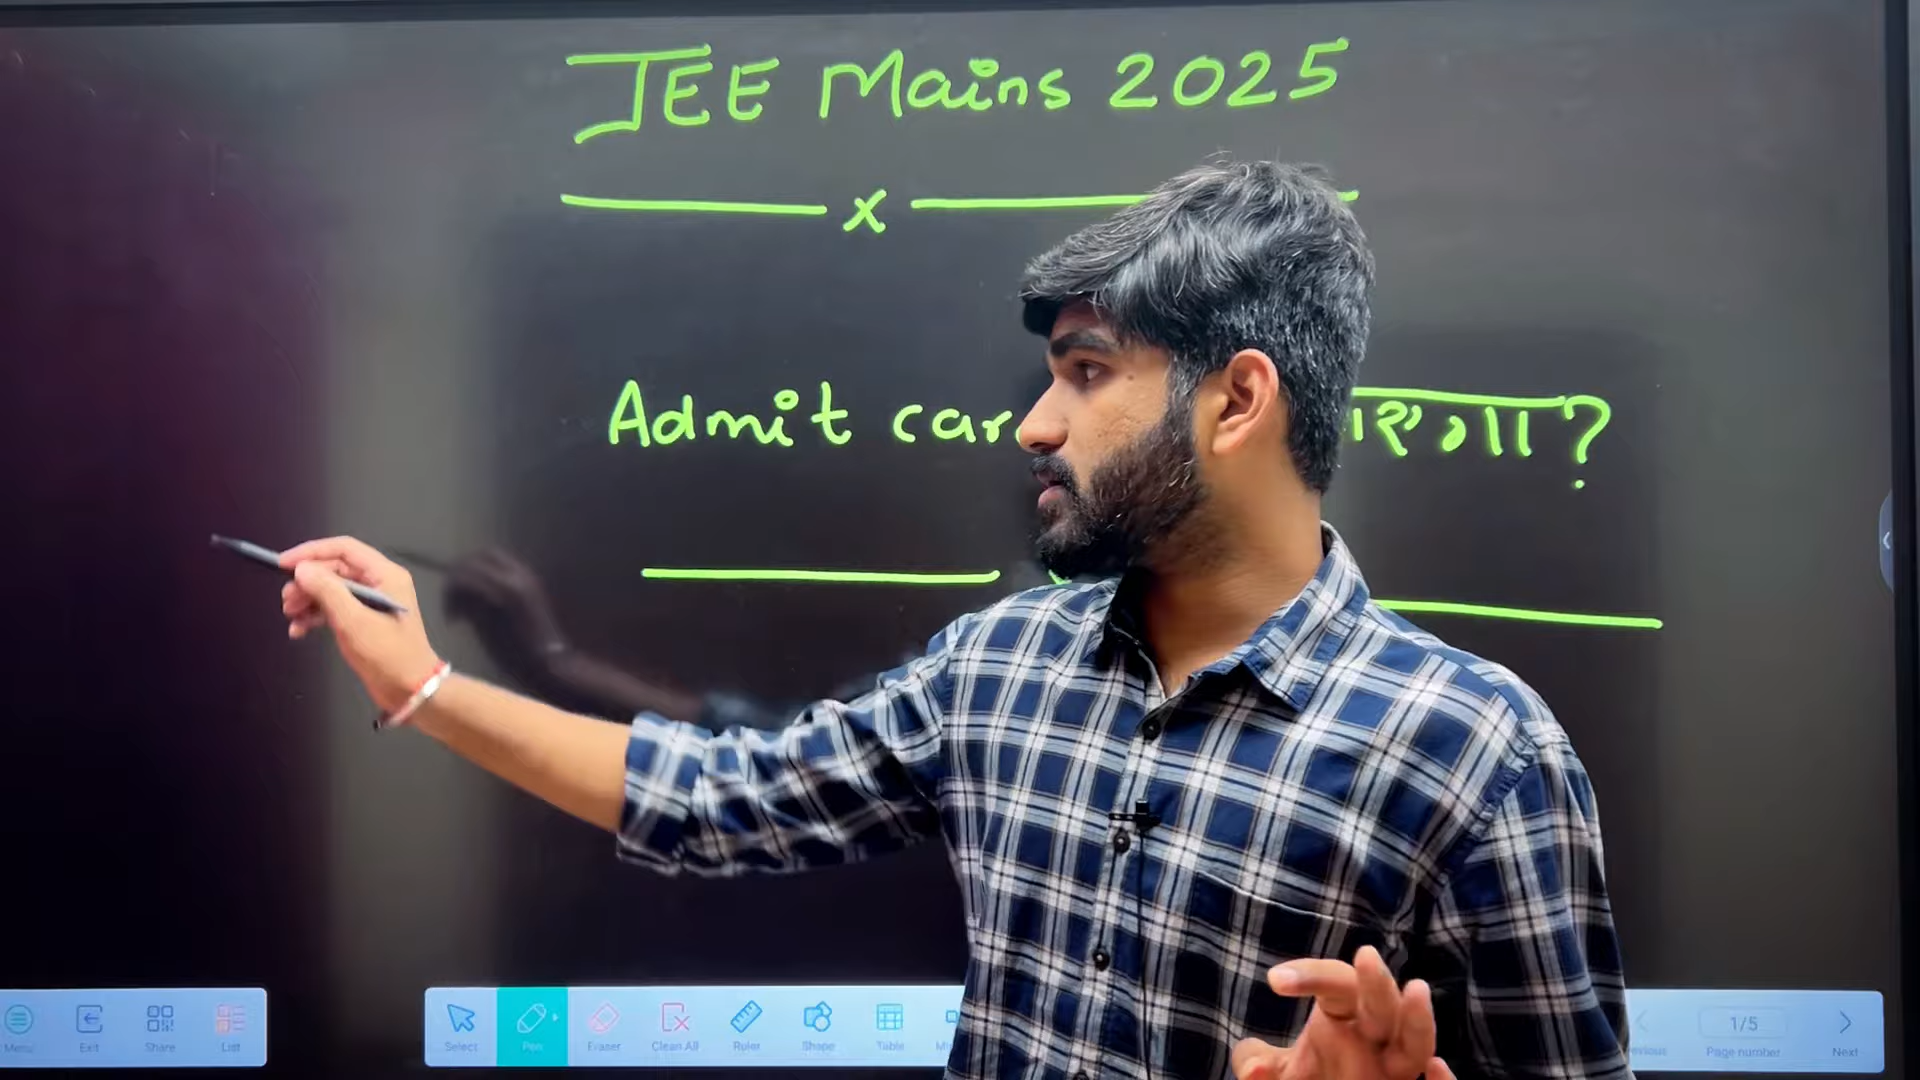 JEE Mains 2025
x
Admit car ाएगा?
Menu Exit Share List Select Pen Eraser Clean All Ruler Shape Table 1/5 Page number Next